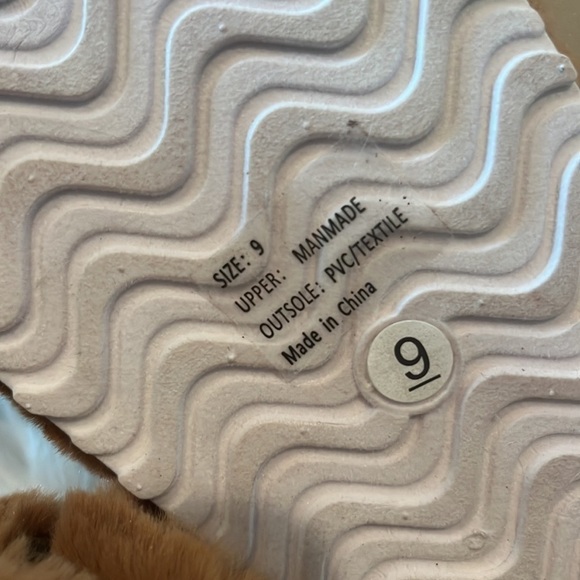 SIZE: 9
UPPER: MANMADE
OUTSOLE: PVC/TEXTILE
Made in China
9